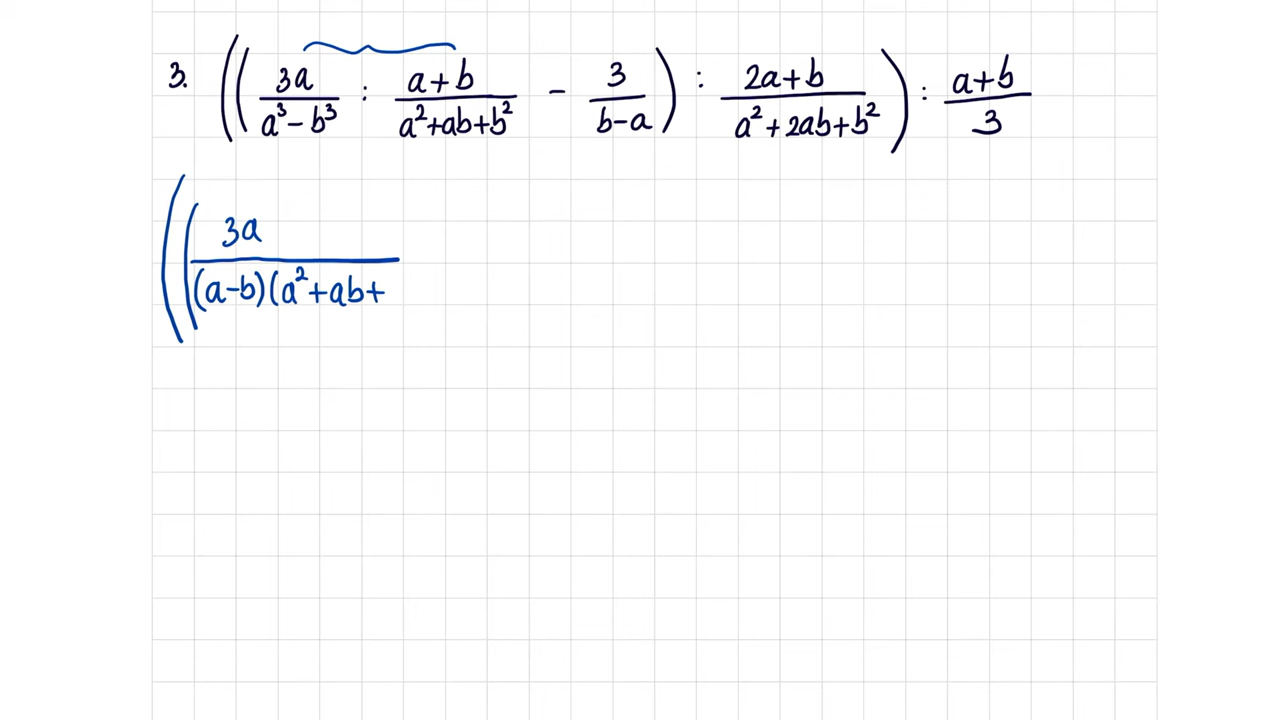 3. ((3a/(a³-b³) : (a+b)/(a²+ab+b²) - 3/(b-a)) : (2a+b)/(a²+2ab+b²)) : (a+b)/3
((3a/(a-b)(a²+ab+